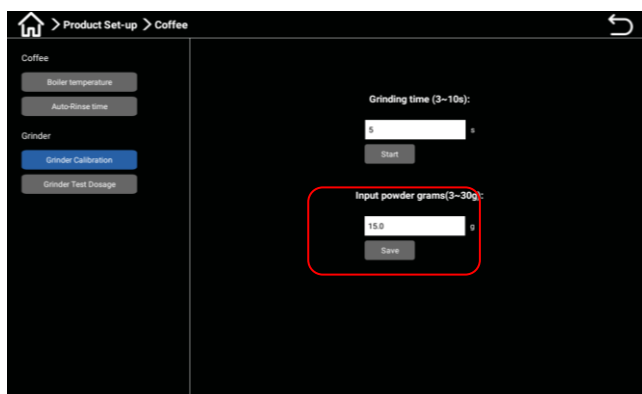 > Product Set-up > Coffee
Coffee
Boiler temperature
Auto-Rinse time
Grinder
Grinder Calibration
Grinder Test Dosage
Grinding time (3~10s):
5 s
Start
Input powder grams(3~30g):
15.0 g
Save